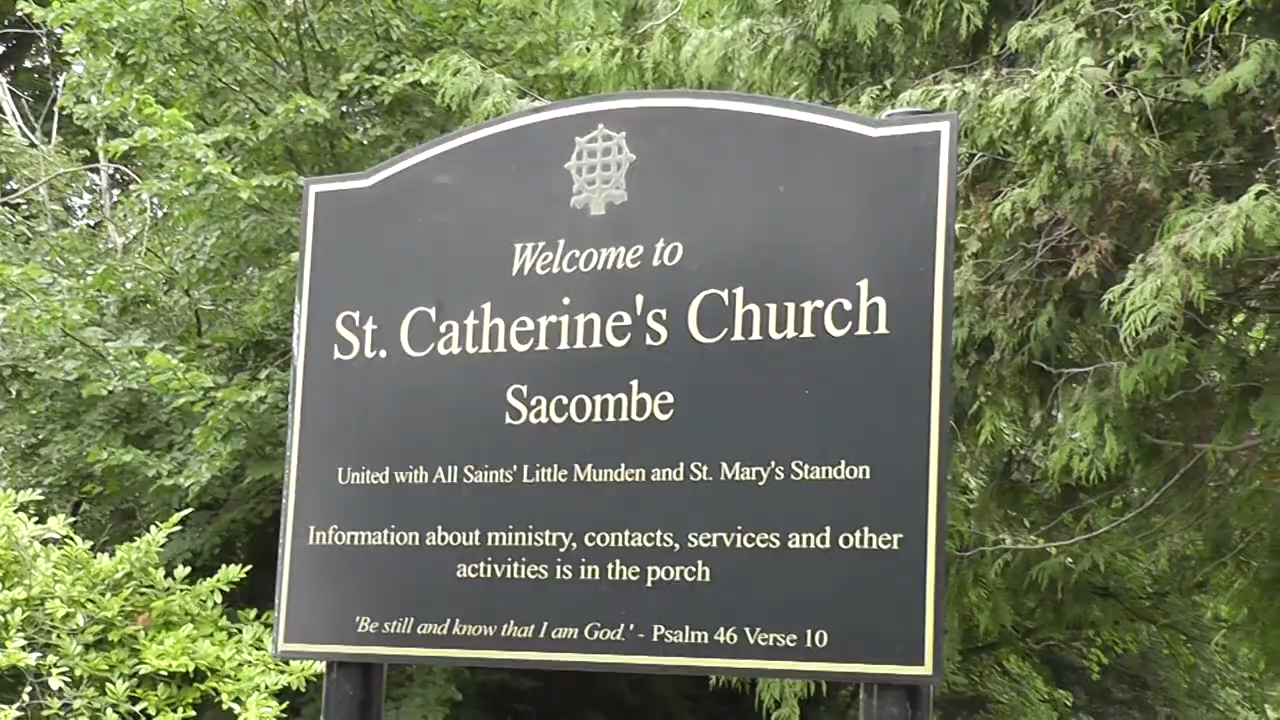 Welcome to
St. Catherine's Church
Sacombe
United with All Saints' Little Munden and St. Mary's Standon
Information about ministry, contacts, services and other
activities is in the porch
'Be still and know that I am God.' - Psalm 46 Verse 10